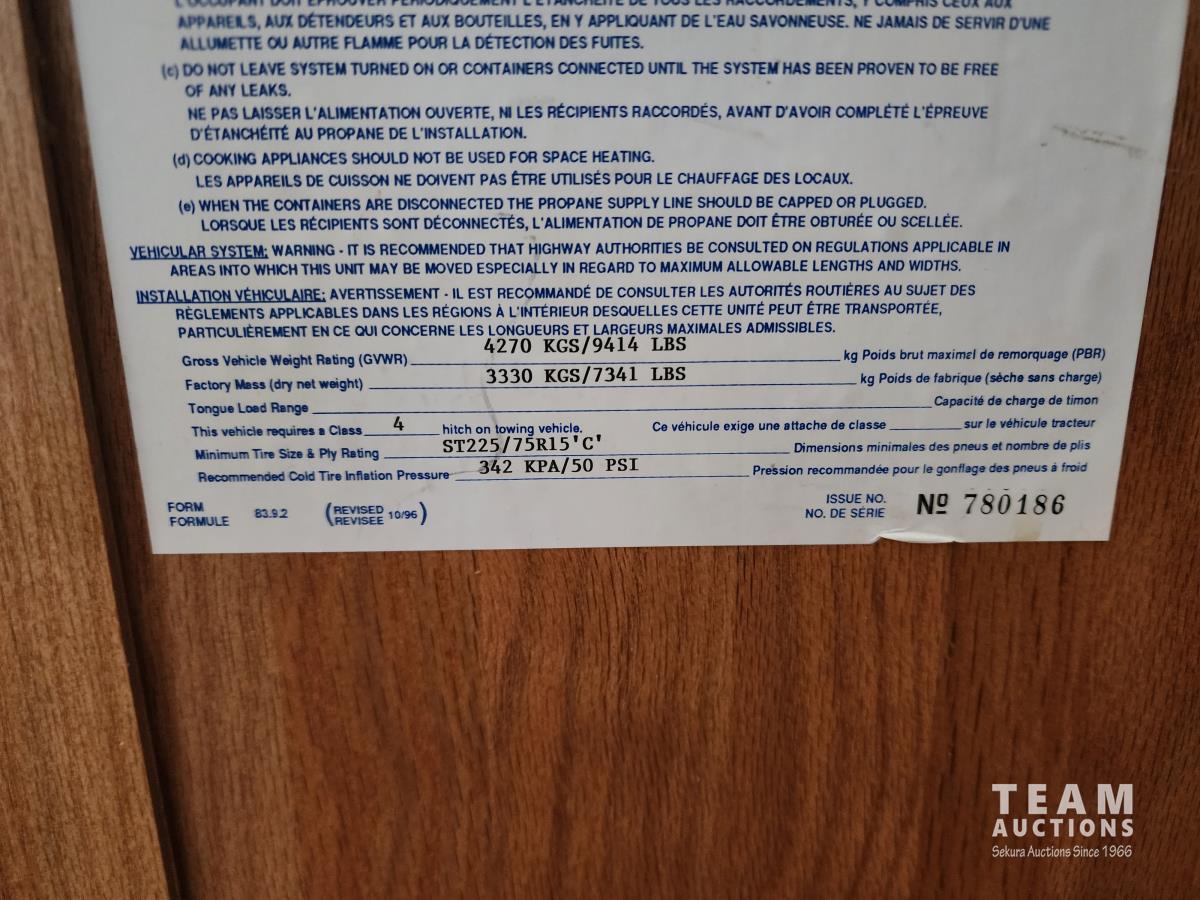 L'OCCUPANT DOIT ÉPROUVER PÉRIODIQUEMENT L'ÉTANCHÉITÉ DE TOUS LES RACCORDEMENTS, Y COMPRIS CEUX AUX
APPAREILS, AUX DÉTENDEURS ET AUX BOUTEILLES, EN Y APPLIQUANT DE L'EAU SAVONNEUSE. NE JAMAIS DE SERVIR D'UNE
ALLUMETTE OU AUTRE FLAMME POUR LA DÉTECTION DES FUITES.
(c) DO NOT LEAVE SYSTEM TURNED ON OR CONTAINERS CONNECTED UNTIL THE SYSTEM HAS BEEN PROVEN TO BE FREE
OF ANY LEAKS.
NE PAS LAISSER L'ALIMENTATION OUVERTE, NI LES RÉCIPIENTS RACCORDÉS, AVANT D'AVOIR COMPLÉTÉ L'ÉPREUVE
D'ÉTANCHÉITÉ AU PROPANE DE L'INSTALLATION.
(d) COOKING APPLIANCES SHOULD NOT BE USED FOR SPACE HEATING.
LES APPAREILS DE CUISSON NE DOIVENT PAS ÊTRE UTILISÉS POUR LE CHAUFFAGE DES LOCAUX.
(e) WHEN THE CONTAINERS ARE DISCONNECTED THE PROPANE SUPPLY LINE SHOULD BE CAPPED OR PLUGGED.
LORSQUE LES RÉCIPIENTS SONT DÉCONNECTÉS, L'ALIMENTATION DE PROPANE DOIT ÊTRE OBTURÉE OU SCELLÉE.
VEHICULAR SYSTEM: WARNING - IT IS RECOMMENDED THAT HIGHWAY AUTHORITIES BE CONSULTED ON REGULATIONS APPLICABLE IN
AREAS INTO WHICH THIS UNIT MAY BE MOVED ESPECIALLY IN REGARD TO MAXIMUM ALLOWABLE LENGTHS AND WIDTHS.
INSTALLATION VÉHICULAIRE: AVERTISSEMENT - IL EST RECOMMANDÉ DE CONSULTER LES AUTORITÉS ROUTIÈRES AU SUJET DES
RÈGLEMENTS APPLICABLES DANS LES RÉGIONS À L'INTÉRIEUR DESQUELLES CETTE UNITÉ PEUT ÊTRE TRANSPORTÉE,
PARTICULIÈREMENT EN CE QUI CONCERNE LES LONGUEURS ET LARGEURS MAXIMALES ADMISSIBLES.
Gross Vehicle Weight Rating (GVWR) 4270 KGS/9414 LBS kg Poids brut maximal de remorquage (PBR)
Factory Mass (dry net weight) 3330 KGS/7341 LBS kg Poids de fabrique (sèche sans charge)
Tongue Load Range Capacité de charge de timon
This vehicle requires a Class 4 hitch on towing vehicle. Ce véhicule exige une attache de classe sur le véhicule tracteur
Minimum Tire Size & Ply Rating ST225/75R15'C' Dimensions minimales des pneus et nombre de plis
Recommended Cold Tire Inflation Pressure 342 KPA/50 PSI Pression recommandée pour le gonflage des pneus à froid
FORM 83.9.2 (REVISED 10/96) ISSUE NO. Nº 780186
FORMULE REVISEE NO. DE SÉRIE
TEAM
AUCTIONS
Sekura Auctions Since 1966